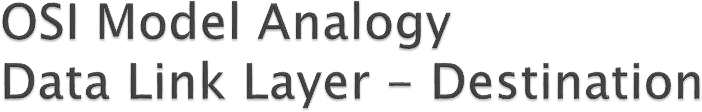 OSI Model Analogy
Data Link Layer – Destination